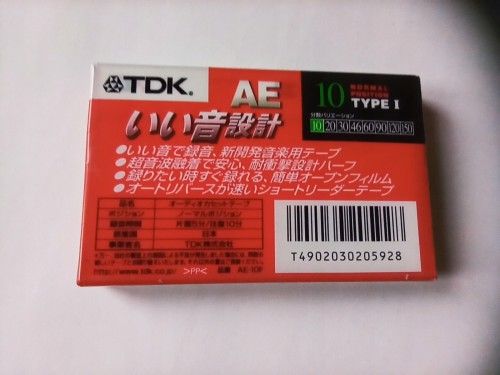 TDK
AE
いい音設計
10 NORMAL POSITION TYPE I
分数バリエーション
10 20 30 46 60 90 120 150
●いい音で録音、新開発音楽用テープ
●超音波融着で安心、耐衝撃設計ハーフ
●録りたい時すぐ録れる、簡単オープンフィルム
●オートリバースが速いショートリーダーテープ
品名 オーディオカセットテープ
ポジション ノーマルポジション
録音時間 片面5分/往復10分
原産国 日本
事業者名 TDK株式会社
http://www.tdk.co.jp/ >PP< 品番 AE-10F
T4902030205928